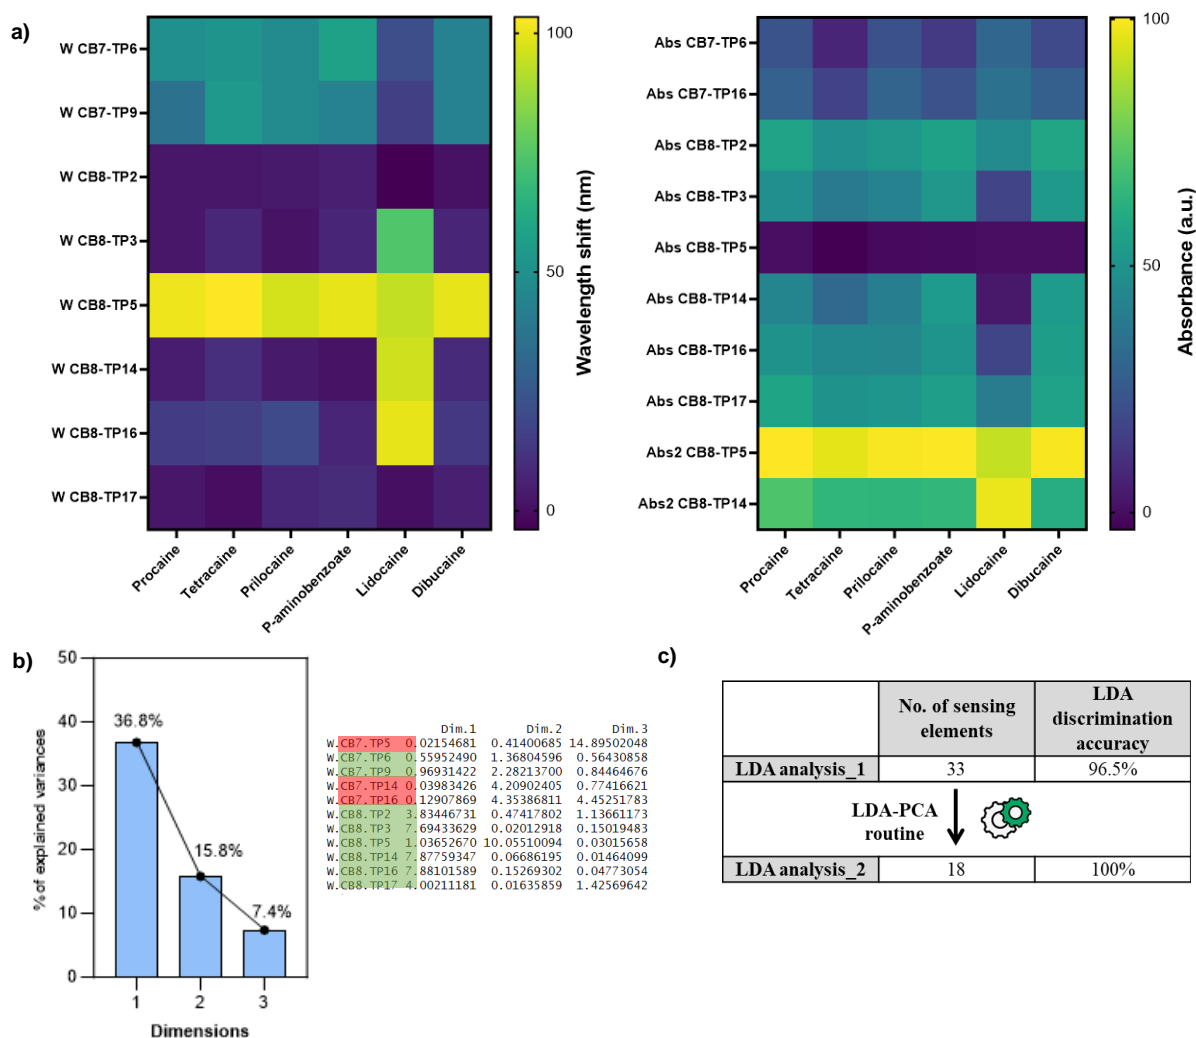 a)
W CB7-TP6
W CB7-TP9
W CB8-TP2
W CB8-TP3
W CB8-TP5
W CB8-TP14
W CB8-TP16
W CB8-TP17
Procaine
Tetracaine
Prilocaine
P-aminobenzoate
Lidocaine
Dibucaine
100
50
0
Wavelength shift (nm)
Abs CB7-TP6
Abs CB7-TP16
Abs CB8-TP2
Abs CB8-TP3
Abs CB8-TP5
Abs CB8-TP14
Abs CB8-TP16
Abs CB8-TP17
Abs2 CB8-TP5
Abs2 CB8-TP14
Procaine
Tetracaine
Prilocaine
P-aminobenzoate
Lidocaine
Dibucaine
100
50
0
Absorbance (a.u.)
b)
% of explained variances
50
40
30
20
10
0
36.8%
15.8%
7.4%
1
2
3
Dimensions
Dim.1 Dim.2 Dim.3
W.CB7.TP5 0.02154681 0.41400685 14.89502048
W.CB7.TP6 0.55952490 1.36804596 0.56430858
W.CB7.TP9 0.96931422 2.28213700 0.84464676
W.CB7.TP14 0.03983426 4.20902405 0.77416621
W.CB7.TP16 0.12907869 4.35386811 4.45251783
W.CB8.TP2 3.83446731 0.47417802 1.13661173
W.CB8.TP3 7.69433629 0.02012918 0.15019483
W.CB8.TP5 1.03652670 10.05510094 0.03015658
W.CB8.TP14 7.87759347 0.06686195 0.01464099
W.CB8.TP16 7.88101589 0.15269302 0.04773054
W.CB8.TP17 4.00211181 0.01635859 1.42569642
c)
No. of sensing
elements
LDA
discrimination
accuracy
LDA analysis_1 33 96.5%
LDA-PCA
routine
LDA analysis_2 18 100%